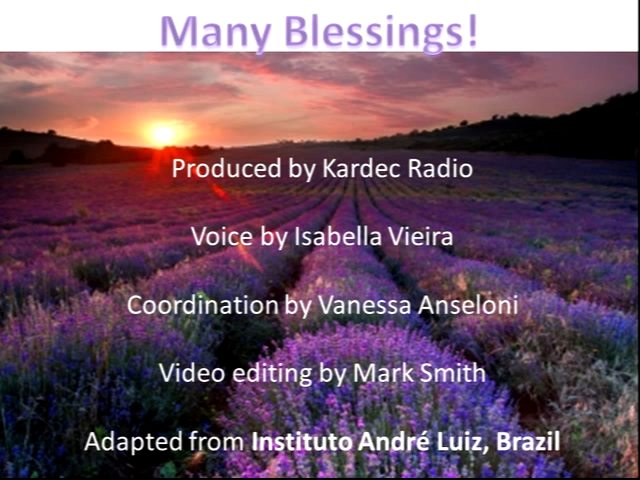 Many Blessings!
Produced by Kardec Radio
Voice by Isabella Vieira
Coordination by Vanessa Anseloni
Video editing by Mark Smith
Adapted from Instituto André Luiz, Brazil